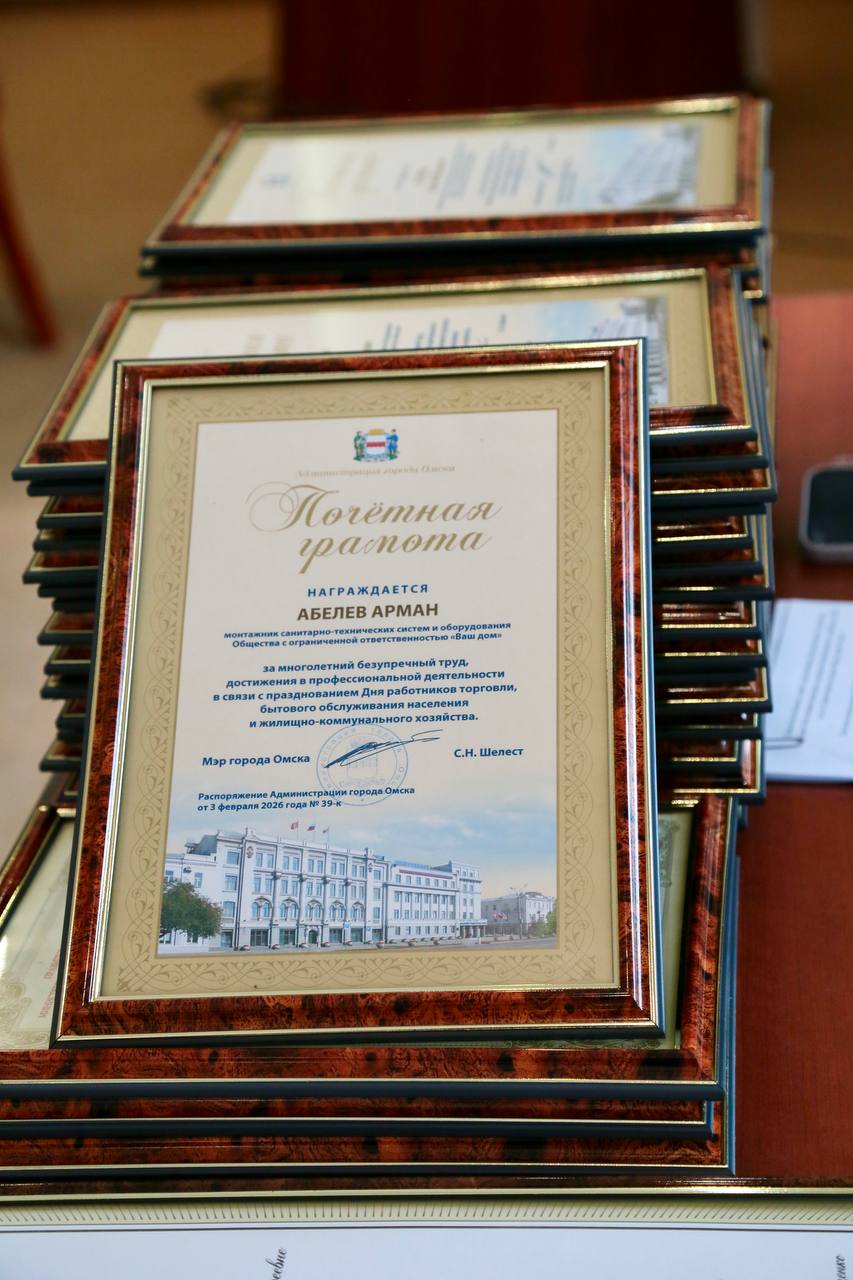 Администрация города Омска
Почётная
грамота
НАГРАЖДАЕТСЯ
АБЕЛЕВ АРМАН
монтажник санитарно-технических систем и оборудования
Общества с ограниченной ответственностью «Ваш дом»
за многолетний безупречный труд,
достижения в профессиональной деятельности
в связи с празднованием Дня работников торговли,
бытового обслуживания населения
и жилищно-коммунального хозяйства.
Мэр города Омска
С.Н. Шелест
Распоряжение Администрации города Омска
от 3 февраля 2026 года № 39-к